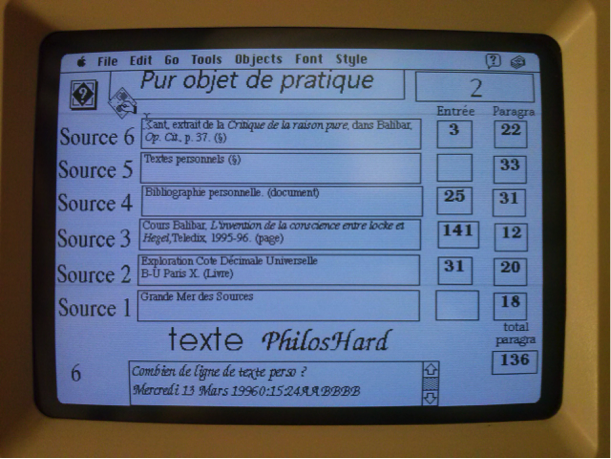 File Edit Go Tools Objects Font Style
Pur objet de pratique
2
Entrée Paragra
Source 6
Kant, extrait de la Critique de la raison pure, dans Balibar,
Op. Cit., p. 37. (§)
3 22
Source 5
Textes personnels (§)
33
Source 4
Bibliographie personnelle. (document)
25 31
Source 3
Cours Balibar, L'invention de la conscience entre locke et
Hegel, Teledix, 1995-96. (page)
141 12
Source 2
Exploration Cote Décimale Universelle
B-U Paris X. (Livre)
31 20
Source 1
Grande Mer des Sources
18
texte PhilosHard
total
paragra
136
6
Combien de ligne de texte perso ?
Mercredi 13 Mars 19960:15:24AABBBB